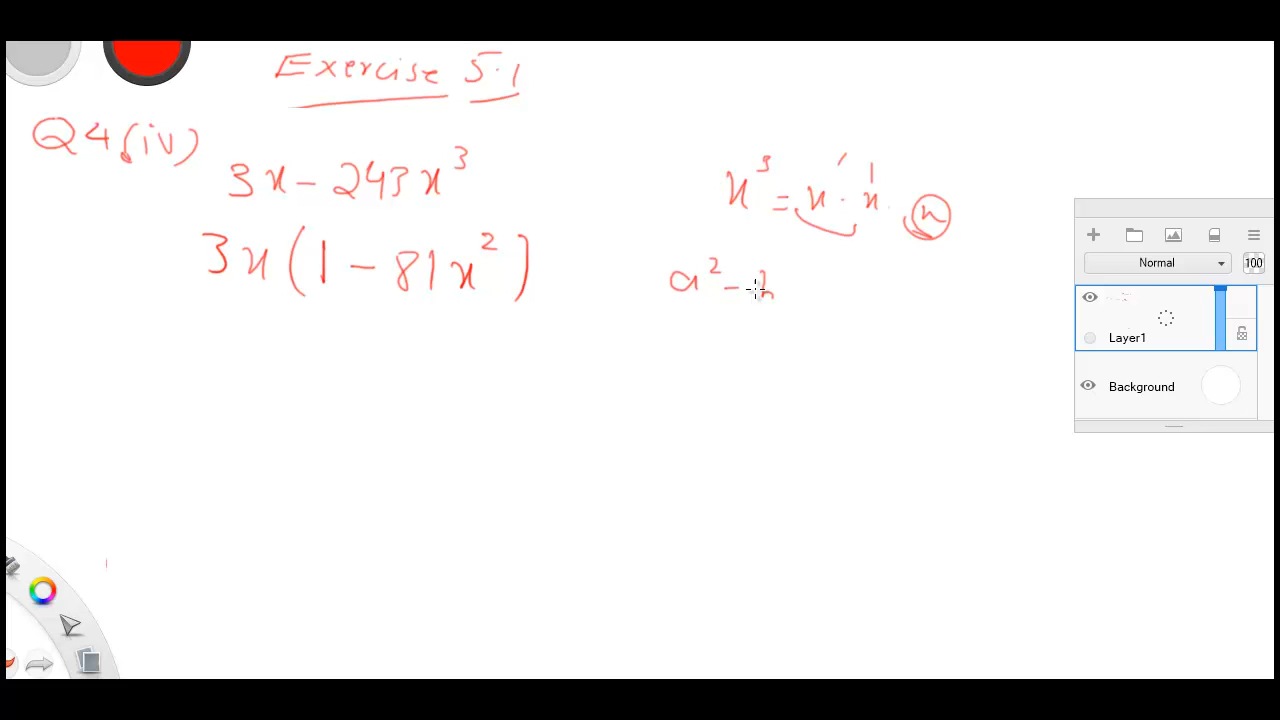 Exercise 5.1
Q4(iv)
3x - 243x³
3x(1 - 81x²)
x³ = x · x · x
a² -
Normal
100
Layer1
Background